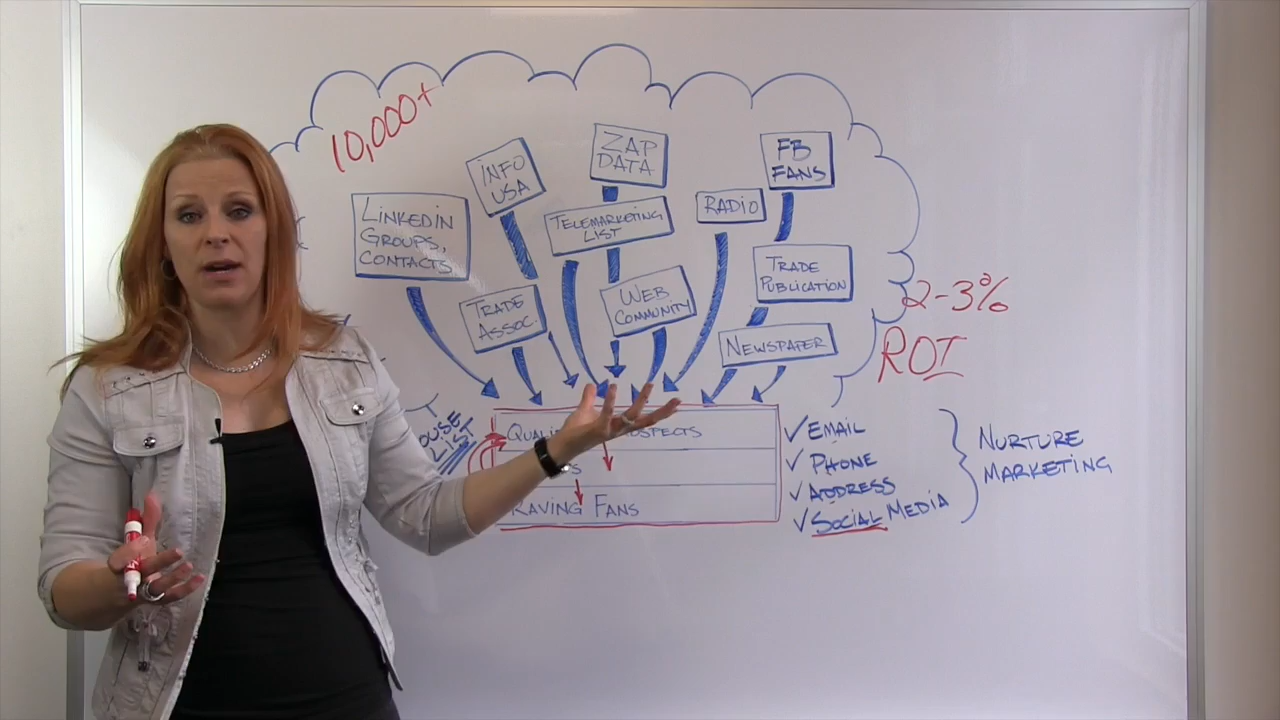 10,000+
INFO
USA
ZAP
DATA
FB
FANS
LINKEDIN
GROUPS,
CONTACTS
TELEMARKETING
LIST
RADIO
TRADE
ASSOC
WEB
COMMUNITY
TRADE
PUBLICATION
NEWSPAPER
2-3%
ROI
LIST
RAVING FANS
✓ EMAIL
✓ PHONE
✓ ADDRESS
✓ SOCIAL MEDIA
NURTURE
MARKETING